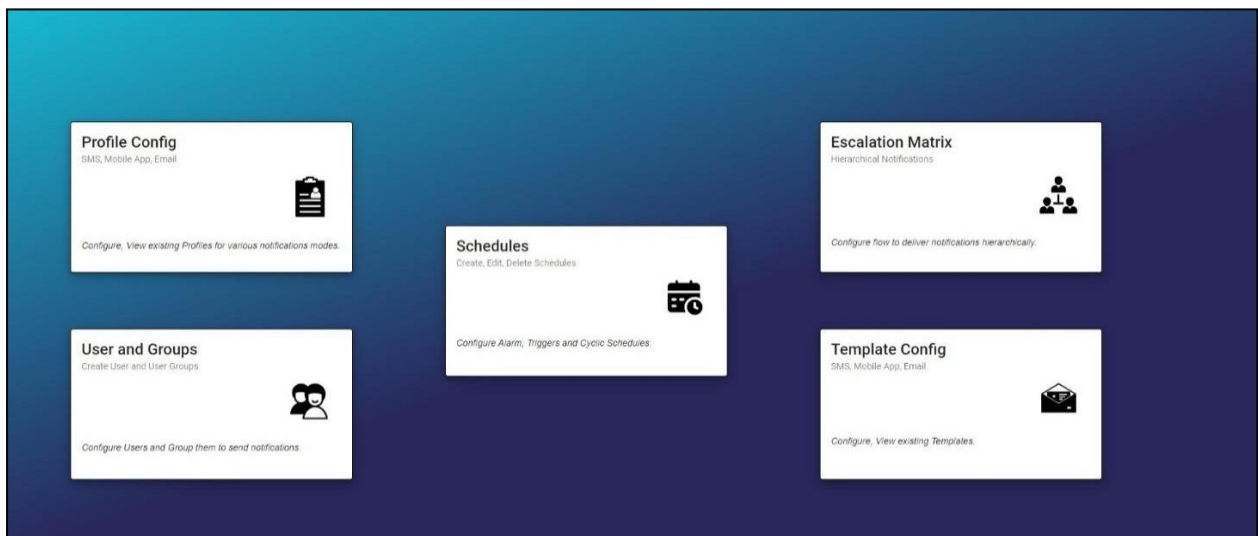 Profile Config
SMS, Mobile App, Email
Configure, View existing Profiles for various notifications modes.
User and Groups
Create User and User Groups
Configure Users and Group them to send notifications.
Schedules
Create, Edit, Delete Schedules
Configure Alarm, Triggers and Cyclic Schedules.
Escalation Matrix
Hierarchical Notifications
Configure flow to deliver notifications hierarchically.
Template Config
SMS, Mobile App, Email
Configure, View existing Templates.